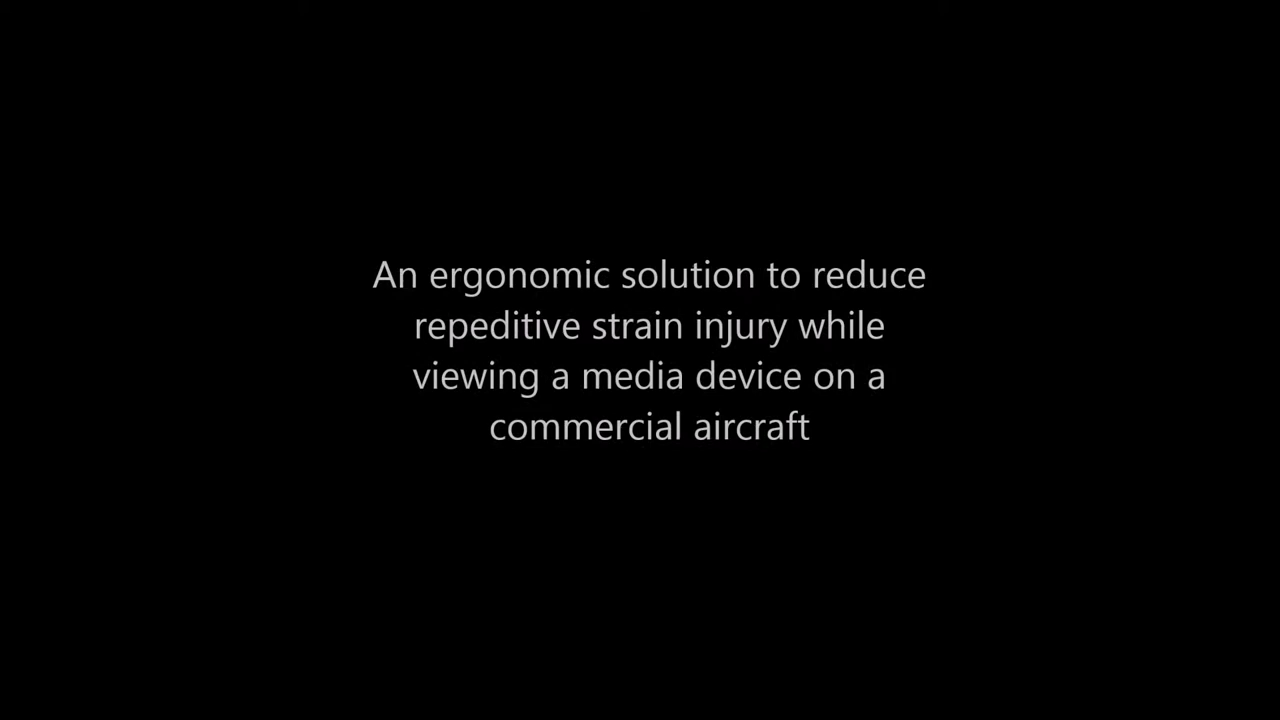 An ergonomic solution to reduce
repeditive strain injury while
viewing a media device on a
commercial aircraft